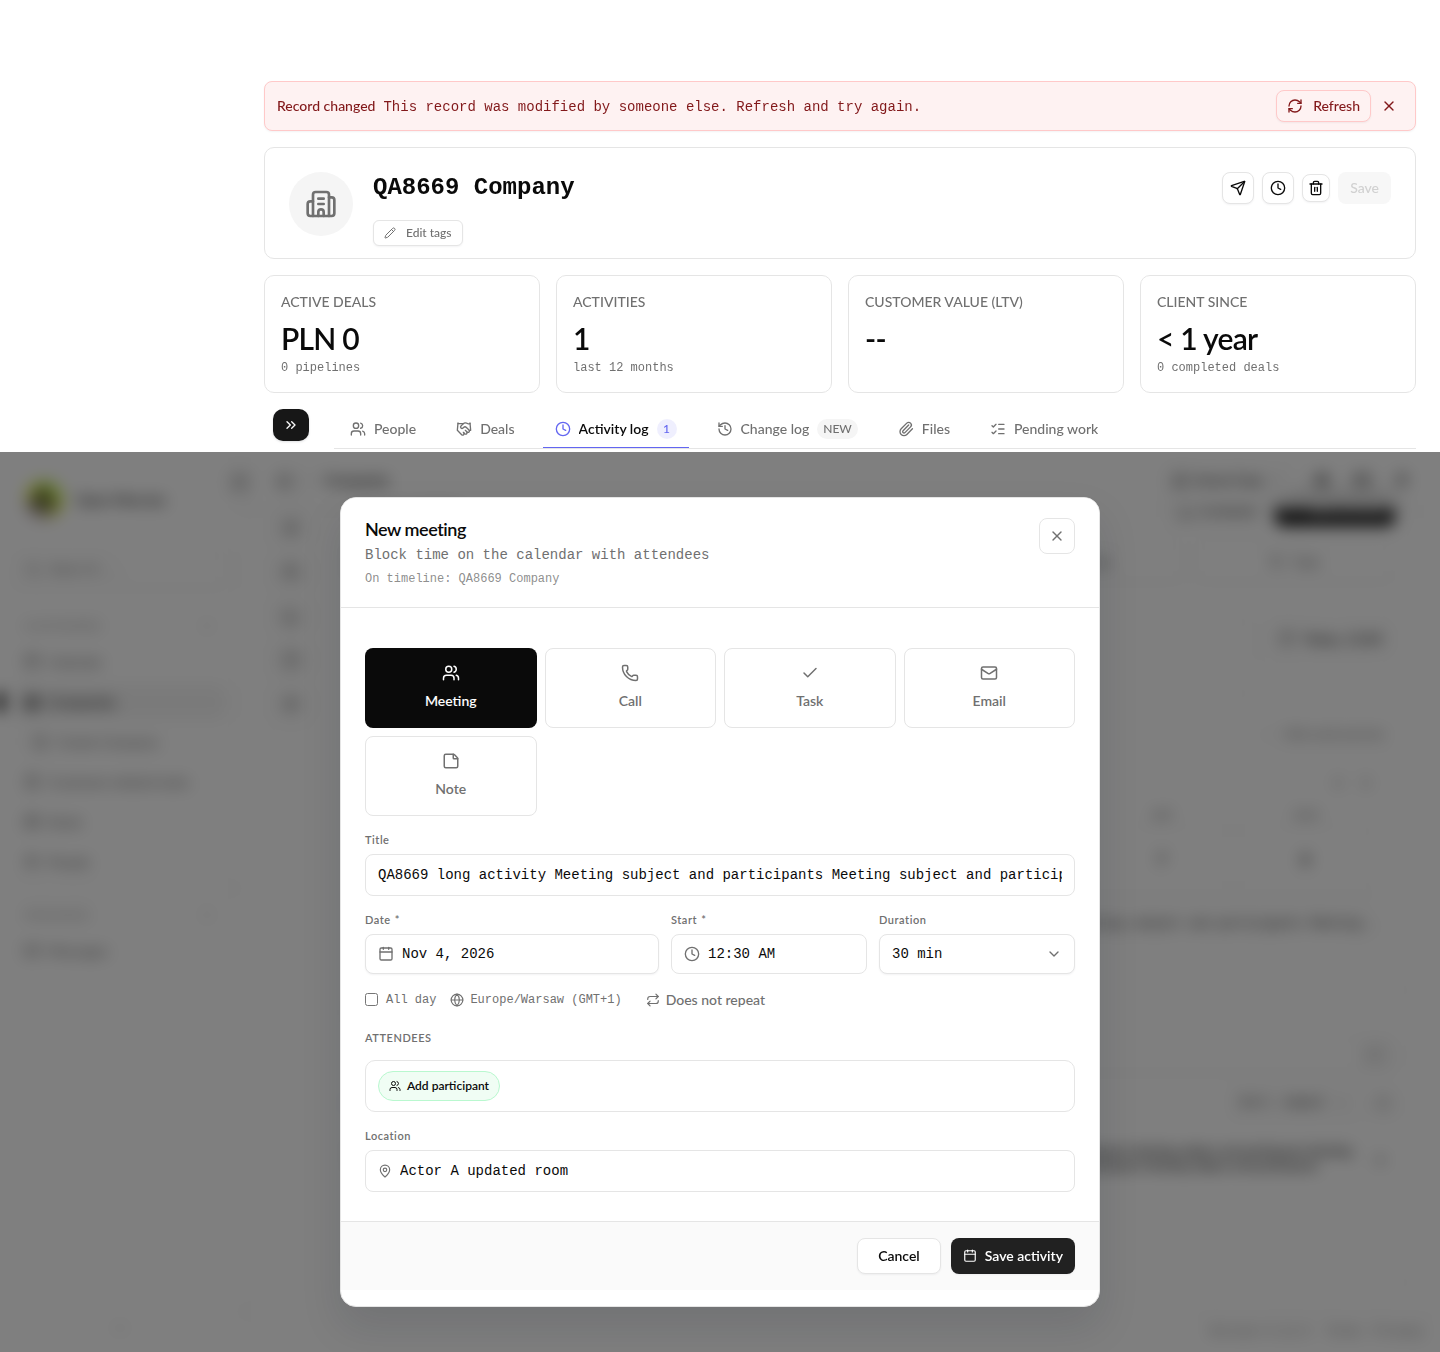 Record changed This record was modified by someone else. Refresh and try again. Refresh
QA8669 Company
Save
Edit tags
ACTIVE DEALS
PLN 0
0 pipelines
ACTIVITIES
1
last 12 months
CUSTOMER VALUE (LTV)
--
CLIENT SINCE
< 1 year
0 completed deals
People Deals Activity log 1 Change log NEW Files Pending work
New meeting
Block time on the calendar with attendees
On timeline: QA8669 Company
Meeting Call Task Email
Note
Title
QA8669 long activity Meeting subject and participants Meeting subject and particip
Date * Start * Duration
Nov 4, 2026 12:30 AM 30 min
All day Europe/Warsaw (GMT+1) Does not repeat
ATTENDEES
Add participant
Location
Actor A updated room
Cancel Save activity